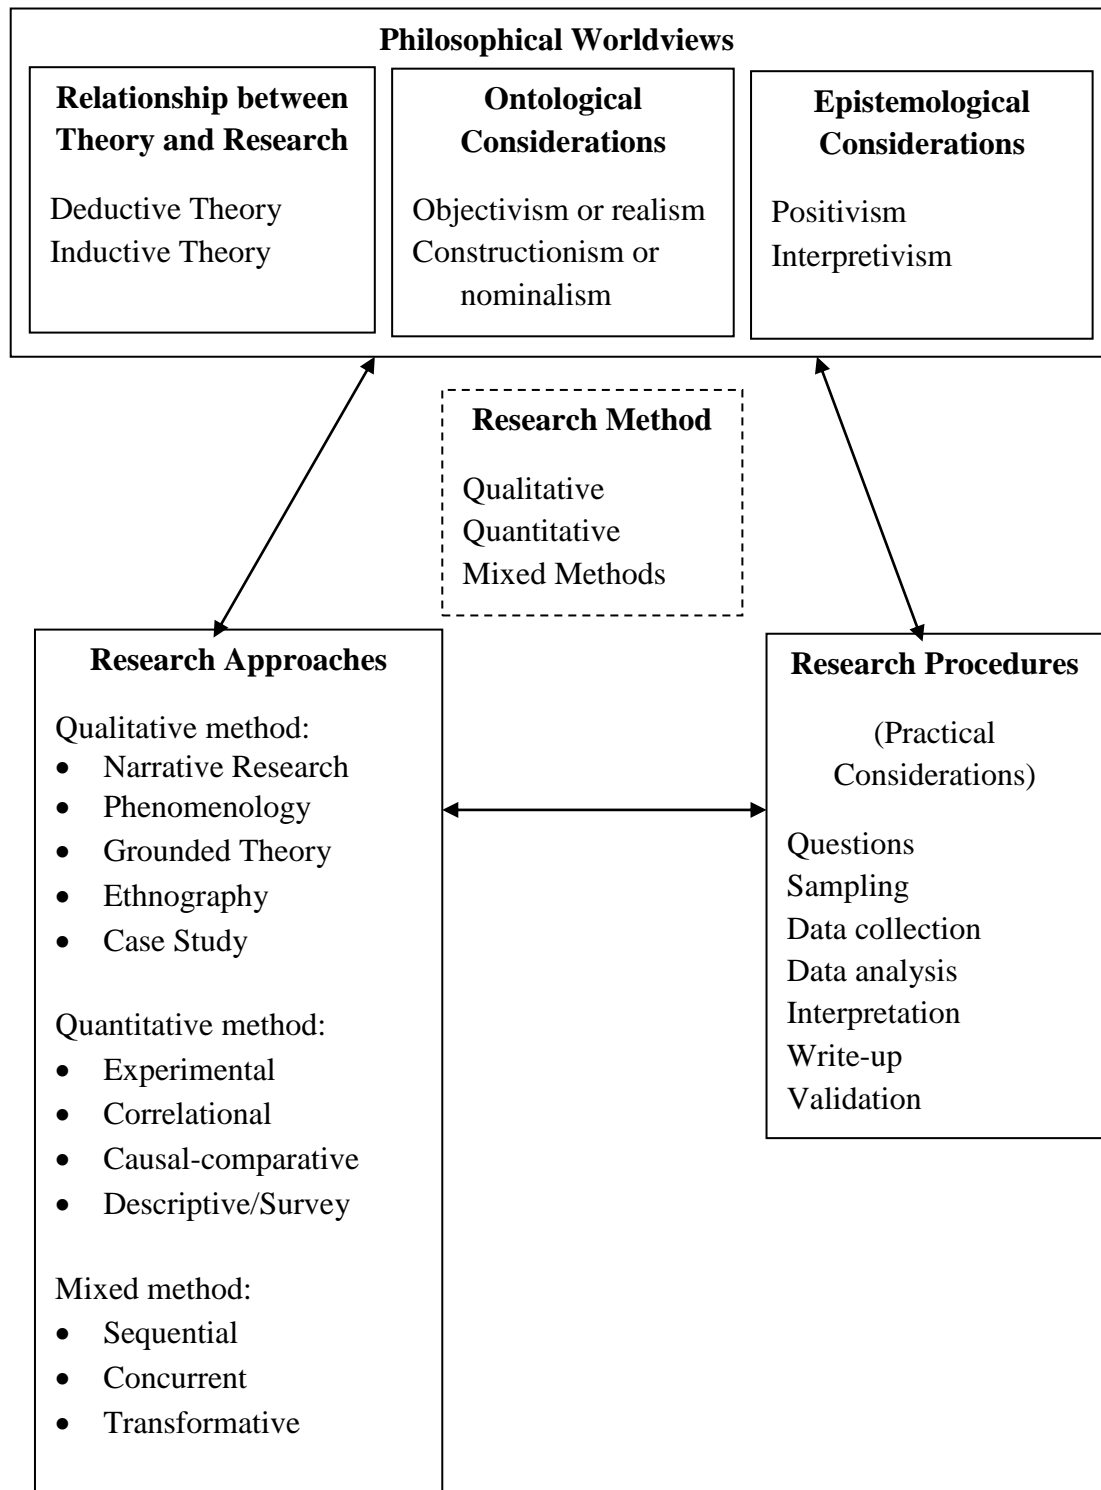 Philosophical Worldviews
Relationship between
Theory and Research
Deductive Theory
Inductive Theory
Ontological
Considerations
Objectivism or realism
Constructionism or
nominalism
Epistemological
Considerations
Positivism
Interpretivism
Research Method
Qualitative
Quantitative
Mixed Methods
Research Approaches
Qualitative method:
• Narrative Research
• Phenomenology
• Grounded Theory
• Ethnography
• Case Study
Quantitative method:
• Experimental
• Correlational
• Causal-comparative
• Descriptive/Survey
Mixed method:
• Sequential
• Concurrent
• Transformative
Research Procedures
(Practical
Considerations)
Questions
Sampling
Data collection
Data analysis
Interpretation
Write-up
Validation